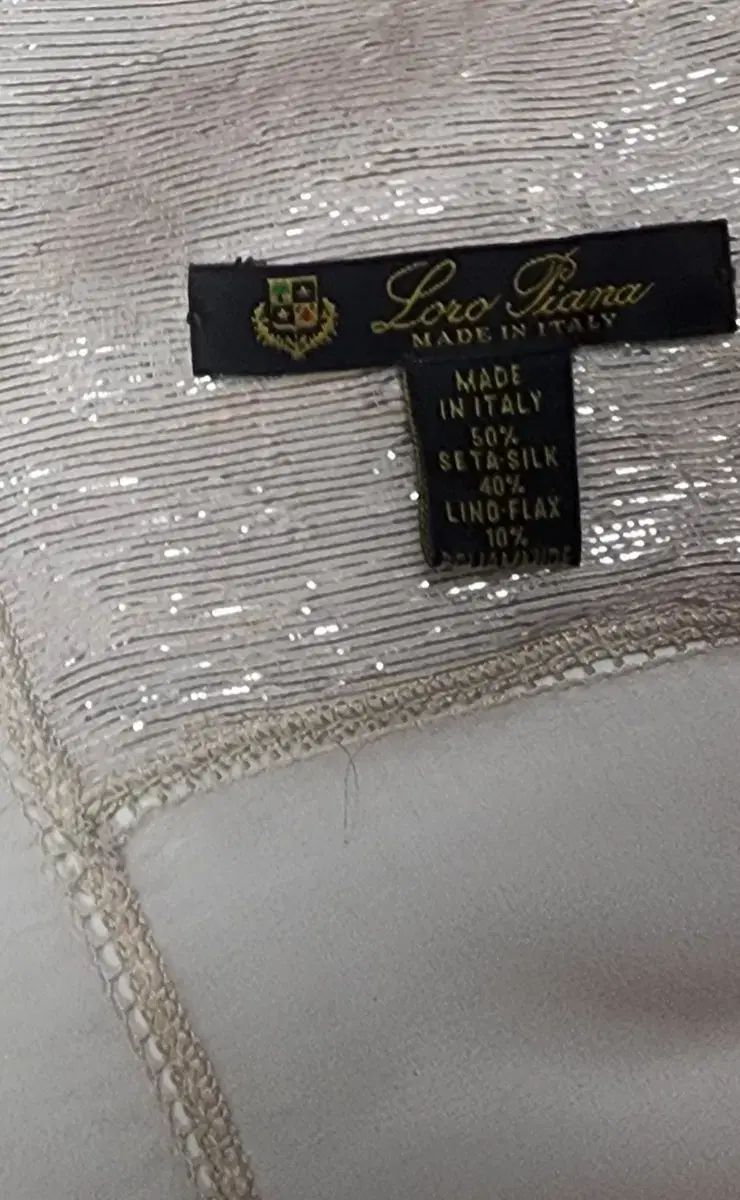 Loro Piana
MADE IN ITALY
MADE
IN ITALY
50%
SETA-SILK
40%
LINO-FLAX
10%